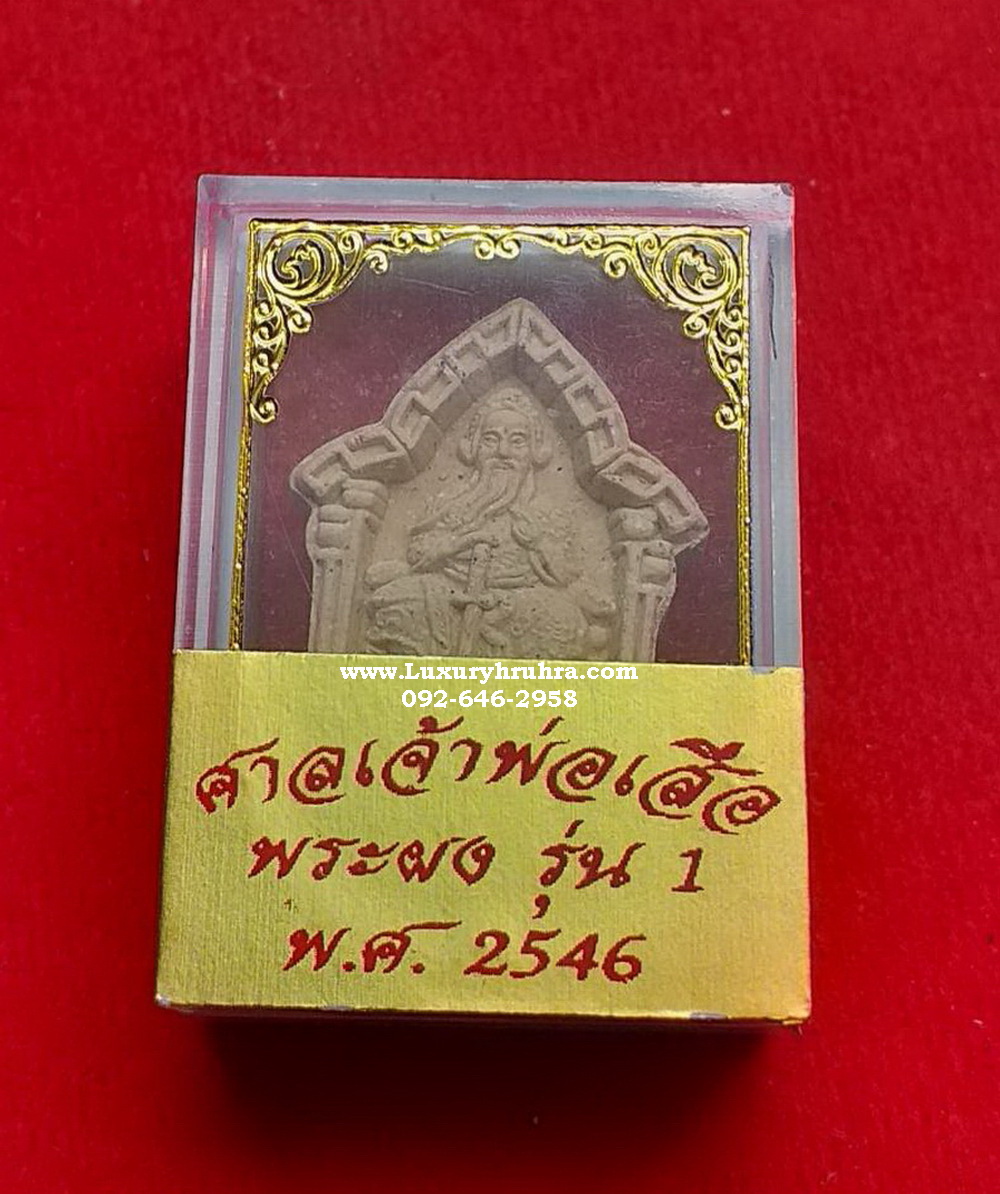 www.Luxuryhruhra.com
092-646-2958
ศาลเจ้าพ่อเสือ
พระผง รุ่น 1
พ.ศ. 2546